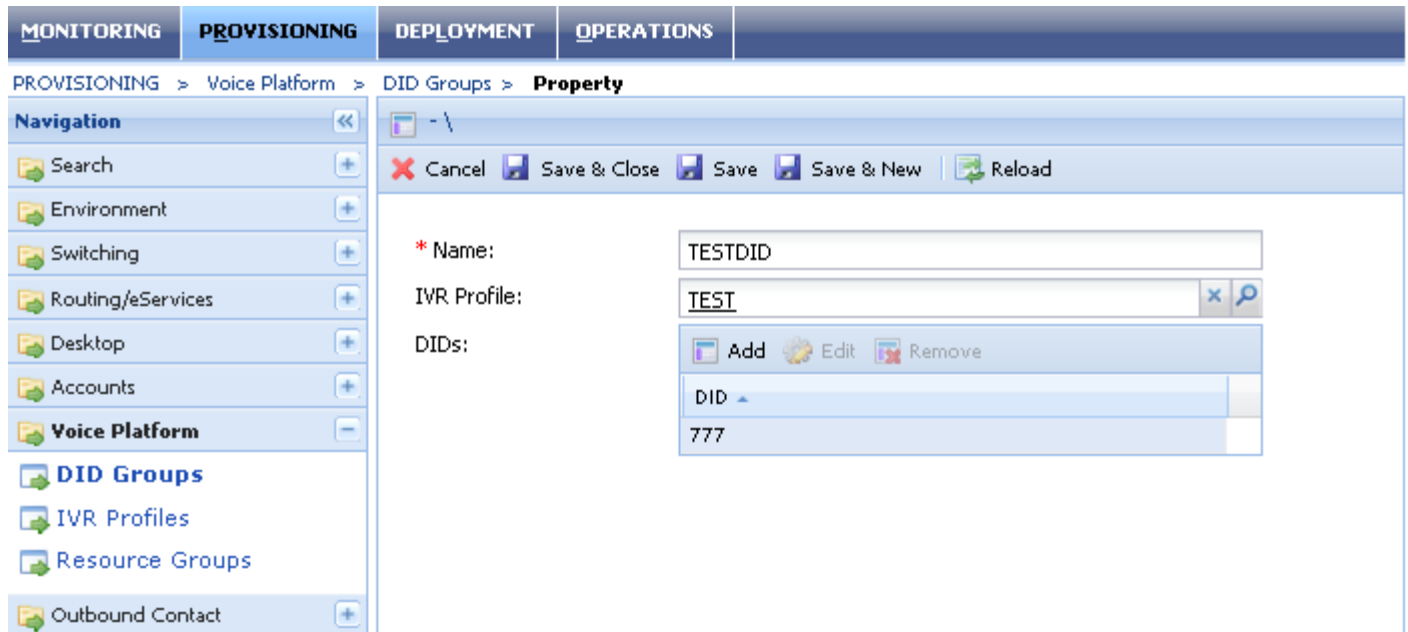 MONITORING PROVISIONING DEPLOYMENT OPERATIONS
PROVISIONING > Voice Platform > DID Groups > Property
Navigation
Search
Environment
Switching
Routing/eServices
Desktop
Accounts
Voice Platform
DID Groups
IVR Profiles
Resource Groups
Outbound Contact
- \
Cancel Save & Close Save Save & New Reload
* Name: TESTDID
IVR Profile: TEST
DIDs:
Add Edit Remove
DID
777